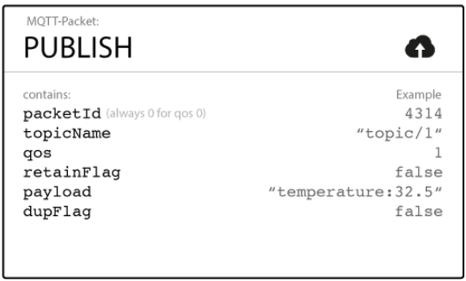 MQTT-Packet:
PUBLISH
contains: Example
packetId (always 0 for qos 0) 4314
topicName “topic/1“
qos 1
retainFlag false
payload “temperature:32.5“
dupFlag false